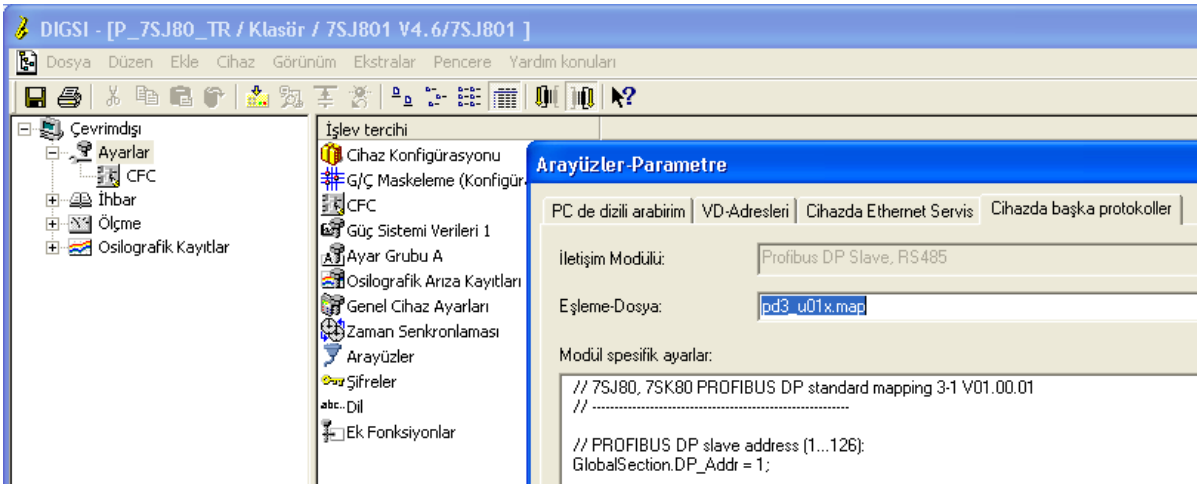 DIGSI - [P_7SJ80_TR / Klasör / 7SJ801 V4.6/7SJ801 ]
Dosya Düzen Ekle Cihaz Görünüm Ekstralar Pencere Yardım konuları
Çevrimdışı
Ayarlar
CFC
İhbar
Ölçme
Osilografik Kayıtlar
İşlev tercihi
Cihaz Konfigürasyonu
G/Ç Maskeleme (Konfigür
CFC
Güç Sistemi Verileri 1
Ayar Grubu A
Osilografik Arıza Kayıtları
Genel Cihaz Ayarları
Zaman Senkronlaması
Arayüzler
Şifreler
abc.. Dil
Ek Fonksiyonlar
Arayüzler-Parametre
PC de dizili arabirim VD-Adresleri Cihazda Ethernet Servis Cihazda başka protokoller
İletişim Modülü: Profibus DP Slave, RS485
Eşleme-Dosya: pd3_u01x.map
Modül spesifik ayarlar:
// 7SJ80, 7SK80 PROFIBUS DP standard mapping 3-1 V01.00.01
// ----------------------------------------------------------
// PROFIBUS DP slave address (1...126):
GlobalSection.DP_Addr = 1;